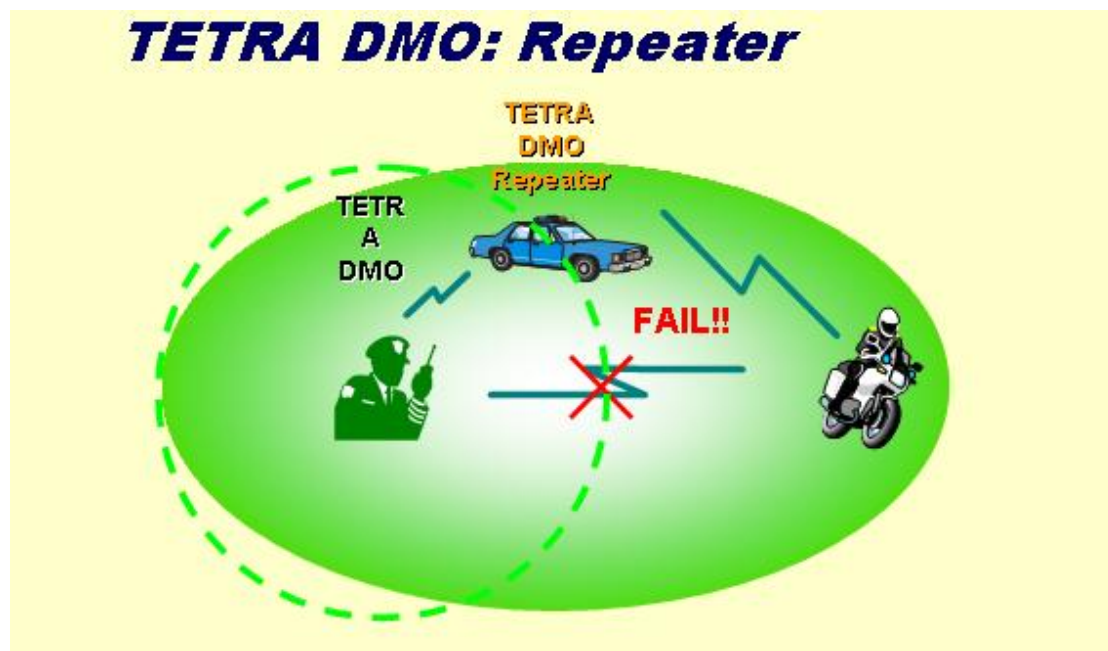 TETRA DMO: Repeater
TETRA
DMO
Repeater
TETR
A
DMO
FAIL!!